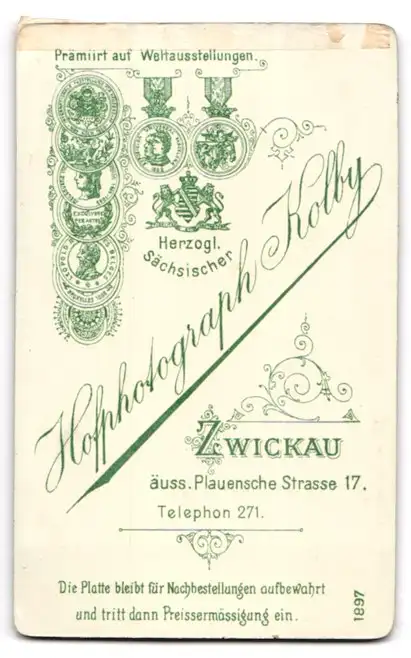 Prämiirt auf Weltausstellungen.
Herzogl.
Sächsischer
Hofphotograph Kolby
ZWICKAU
äuss. Plauensche Strasse 17.
Telephon 271.
Die Platte bleibt für Nachbestellungen aufbewahrt
und tritt dann Preissermässigung ein.
1897